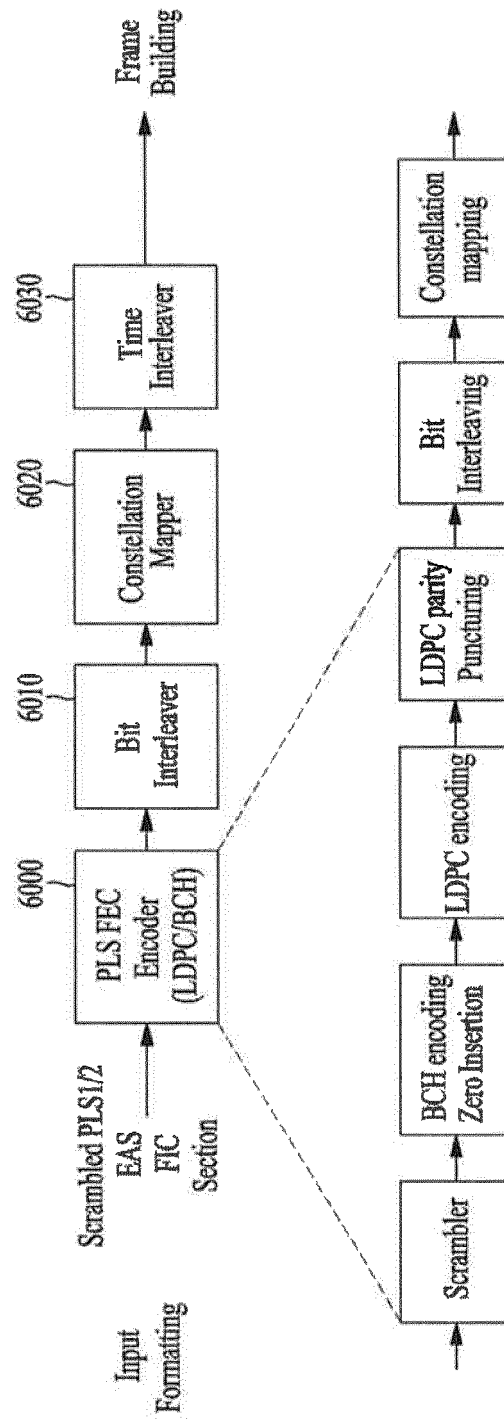 Input
Formatting
Scrambled PLS1/2
EAS
FIC
Section
6000
PLS FEC
Encoder
(LDPC/BCH)
6010
Bit
Interleaver
6020
Constellation
Mapper
6030
Time
Interleaver
Frame
Building
Scrambler
BCH encoding
Zero Insertion
LDPC encoding
LDPC parity
Puncturing
Bit
Interleaving
Constellation
mapping